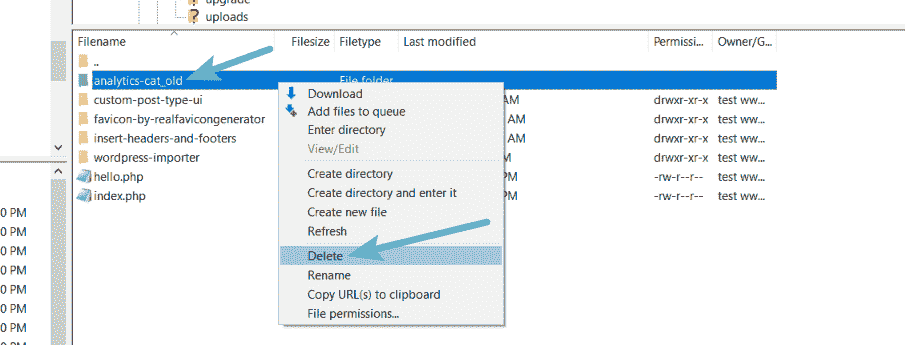 upgrade
uploads
Filename Filesize Filetype Last modified Permissi... Owner/G...
..
analytics-cat_old File folder
custom-post-type-ui AM drwxr-xr-x test ww...
favicon-by-realfavicongenerator AM drwxr-xr-x test ww...
insert-headers-and-footers AM drwxr-xr-x test ww...
wordpress-importer M drwxr-xr-x test ww...
hello.php PM -rw-r--r-- test ww...
index.php PM -rw-r--r-- test ww...
Download
Add files to queue
Enter directory
View/Edit
Create directory
Create directory and enter it
Create new file
Refresh
Delete
Rename
Copy URL(s) to clipboard
File permissions...
0 PM
0 PM
0 PM
0 PM
0 PM
0 PM
0 PM